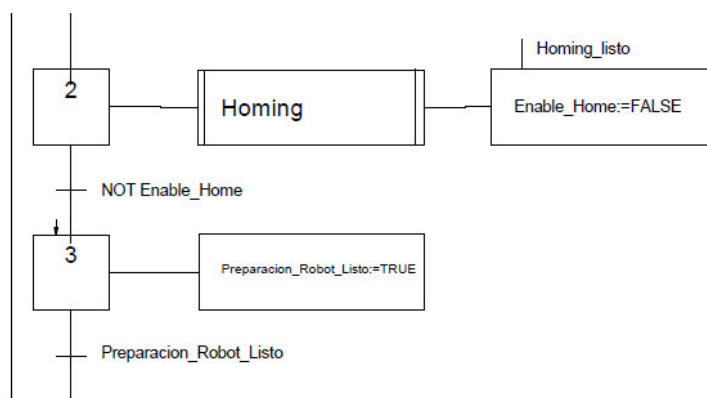 Homing_listo
2
Homing
Enable_Home:=FALSE
NOT Enable_Home
3
Preparacion_Robot_Listo:=TRUE
Preparacion_Robot_Listo